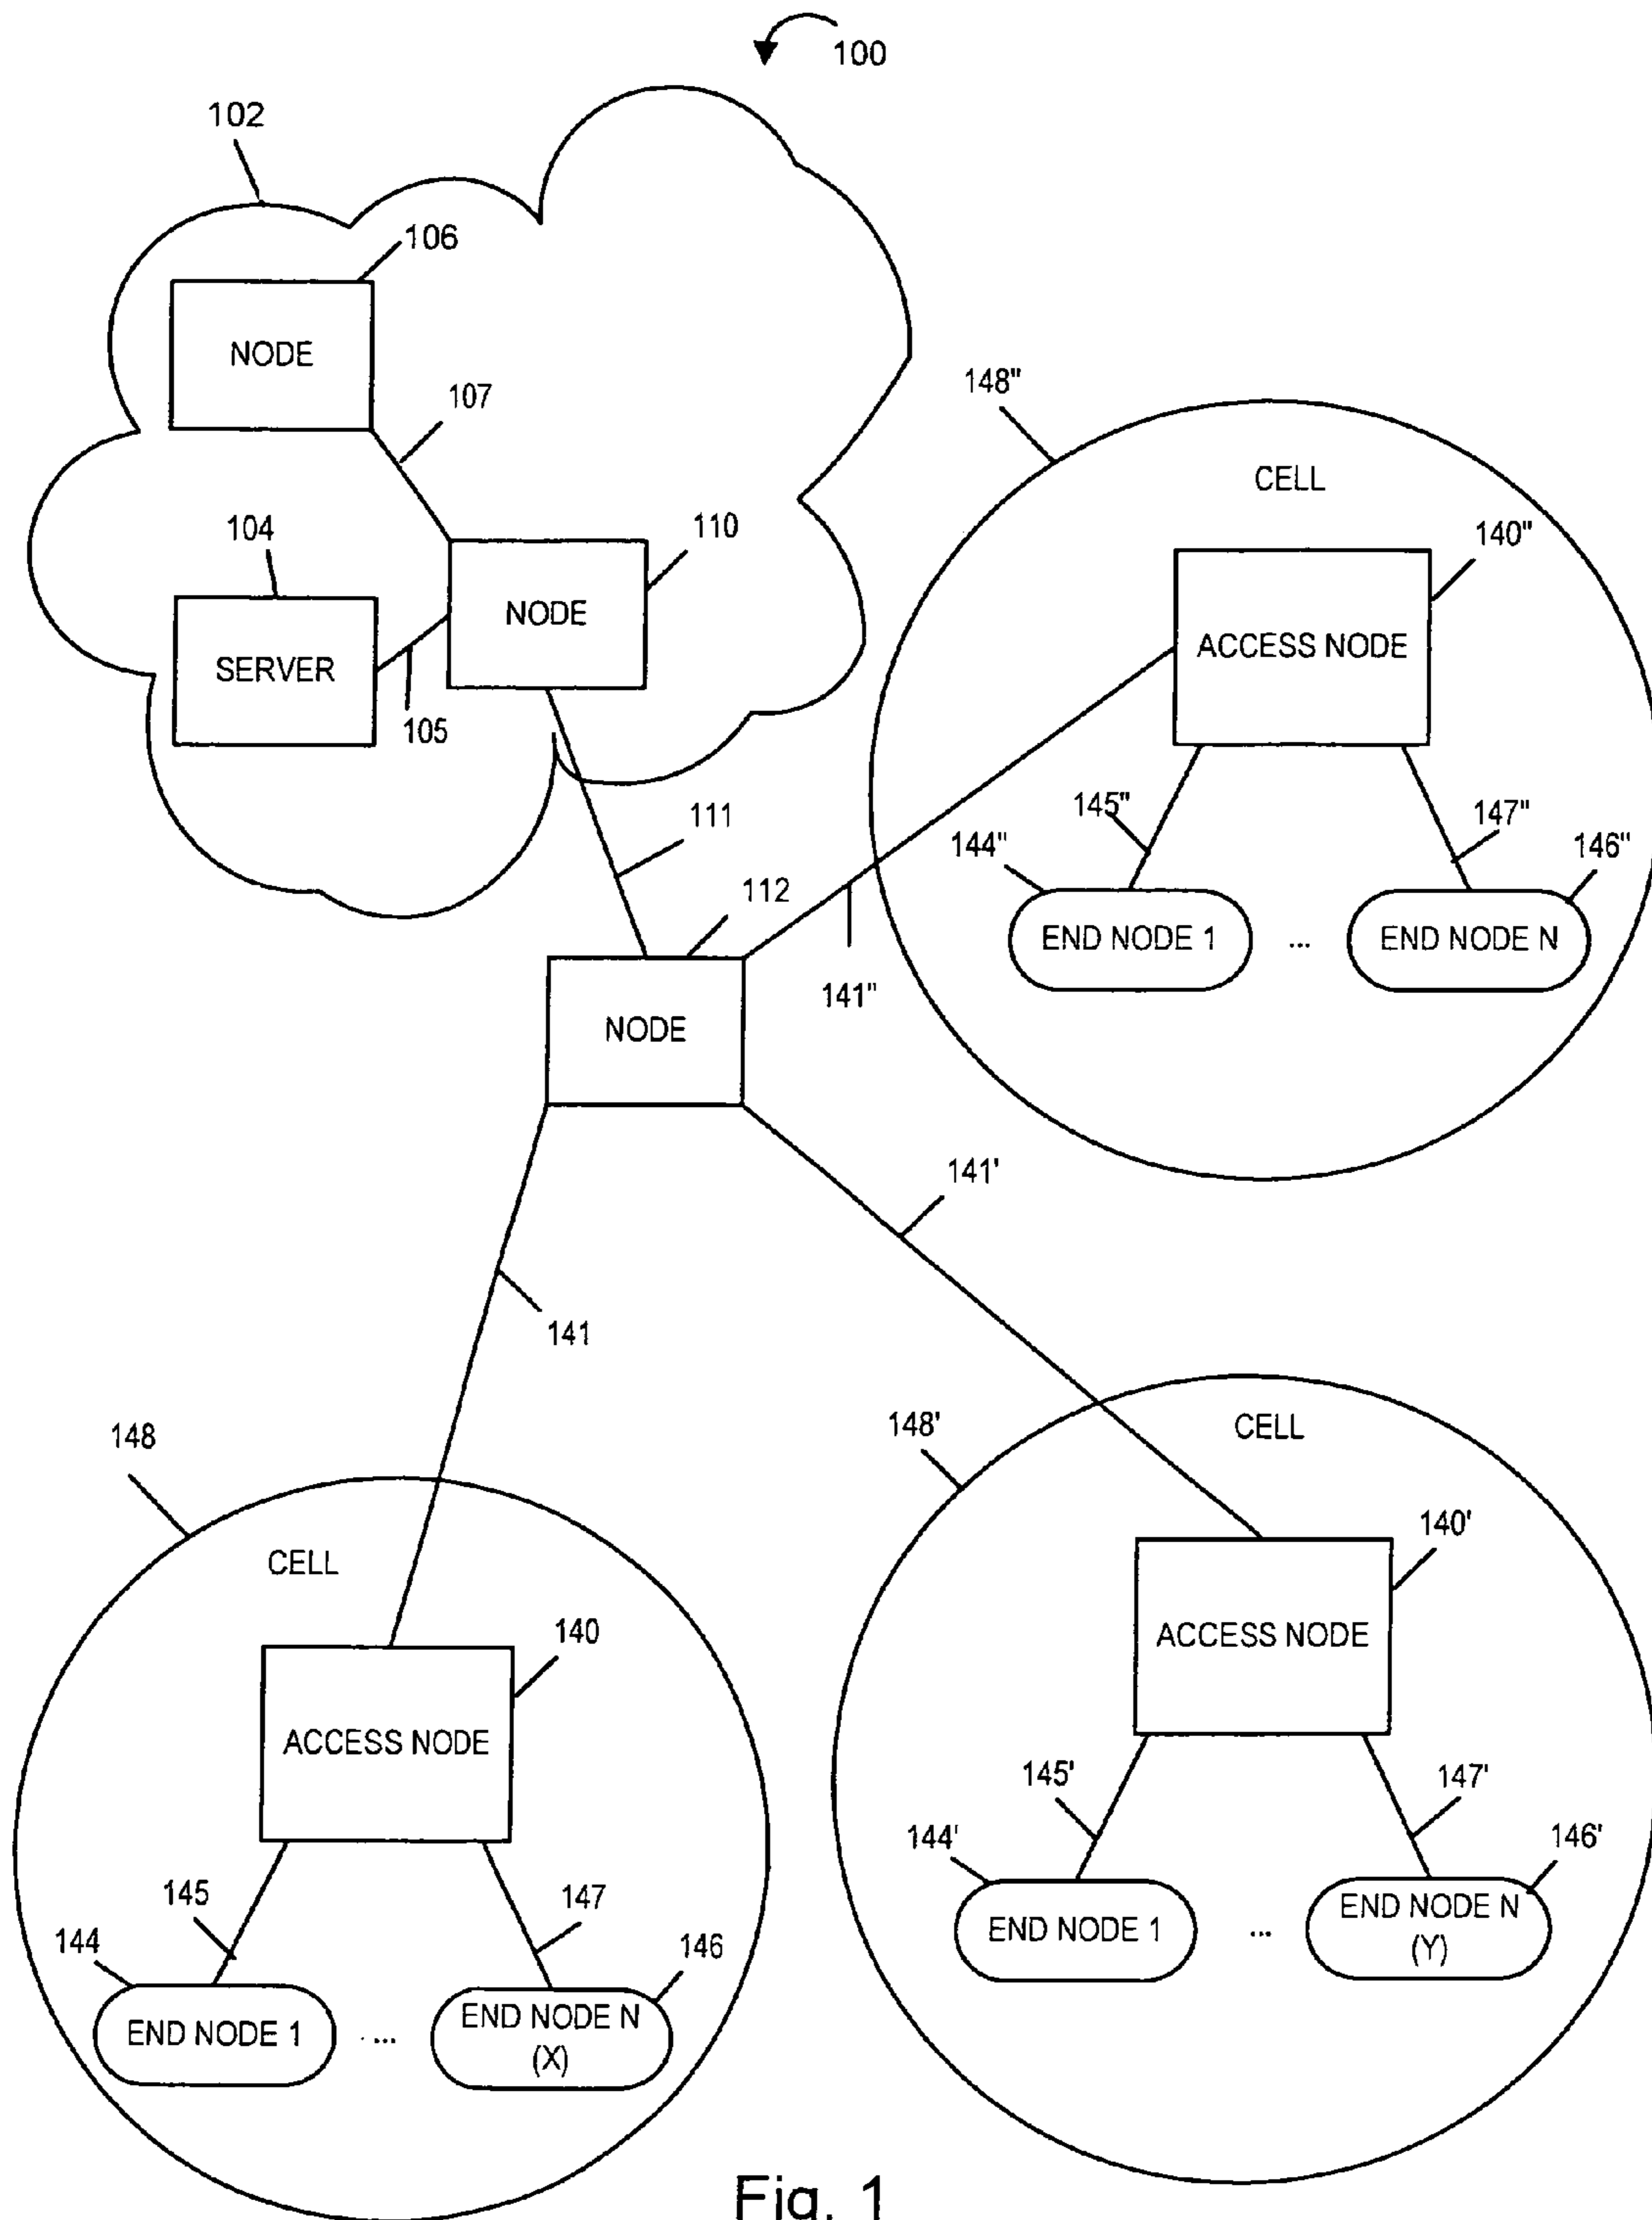 100
102
106
NODE
107
148"
CELL
104
110
140"
NODE
ACCESS NODE
SERVER
105
145"
111
147"
144"
146"
112
END NODE 1
...
END NODE N
141"
NODE
141'
141
148'
CELL
148
140'
CELL
140
ACCESS NODE
ACCESS NODE
145'
147'
144'
146'
145
147
END NODE 1
...
END NODE N
(Y)
144
146
END NODE 1
...
END NODE N
(X)
Fig. 1